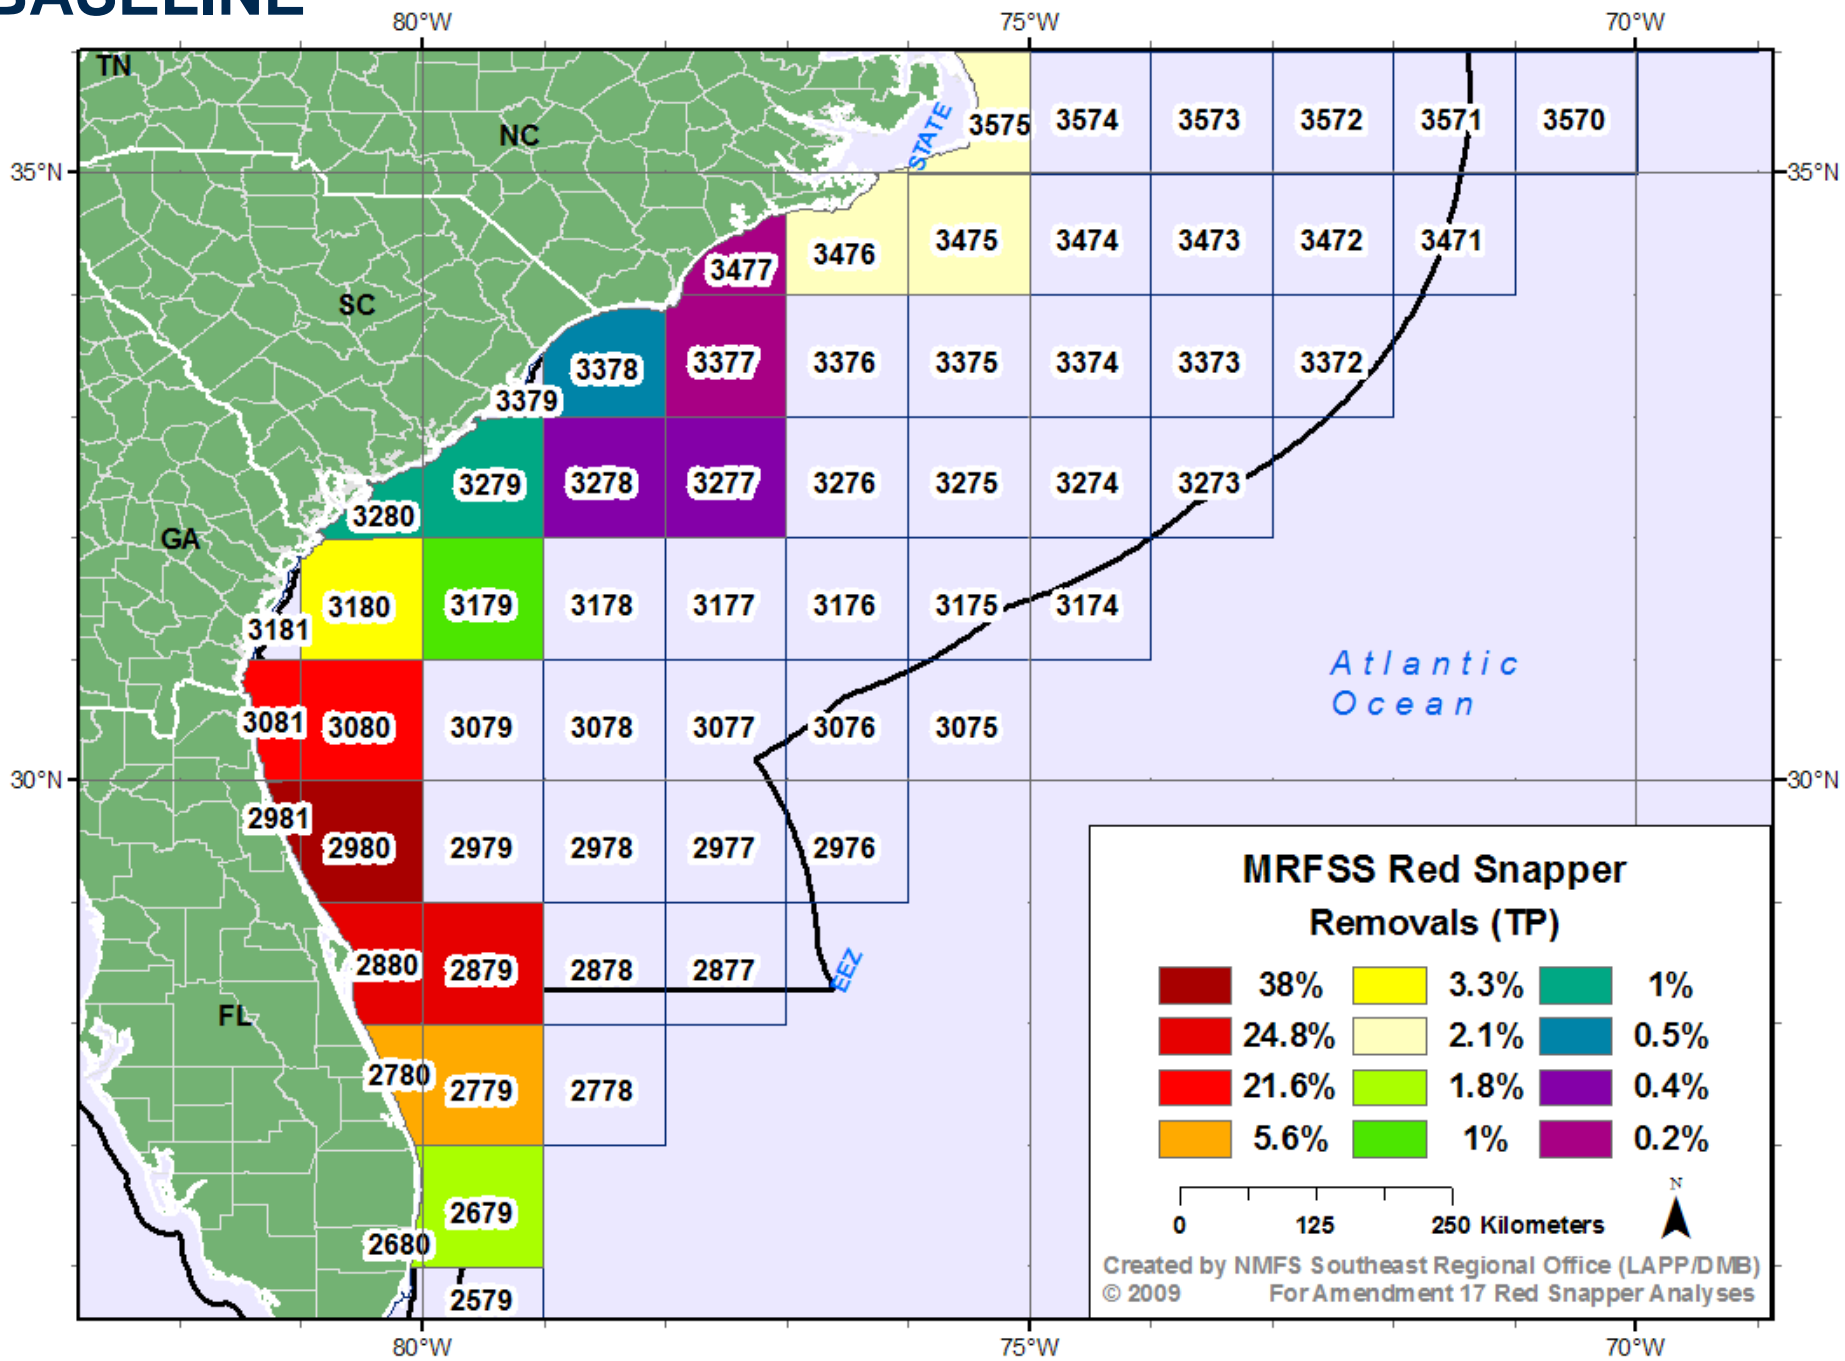 BASELINE
80°W 75°W 70°W
TN
NC
STATE
3575 3574 3573 3572 3571 3570
35°N 35°N
3476 3475 3474 3473 3472 3471
3477
SC
3378 3377 3376 3375 3374 3373 3372
3379
3279 3278 3277 3276 3275 3274 3273
3280
GA
3180 3179 3178 3177 3176 3175 3174
3181
Atlantic
Ocean
3081 3080 3079 3078 3077 3076 3075
30°N 30°N
2981
2980 2979 2978 2977 2976
2880 2879 2878 2877
EEZ
FL
2780 2779 2778
2679
2680
2579
MRFSS Red Snapper
Removals (TP)
38% 3.3% 1%
24.8% 2.1% 0.5%
21.6% 1.8% 0.4%
5.6% 1% 0.2%
N
0 125 250 Kilometers
Created by NMFS Southeast Regional Office (LAPP/DMB)
© 2009 For Amendment 17 Red Snapper Analyses
80°W 75°W 70°W